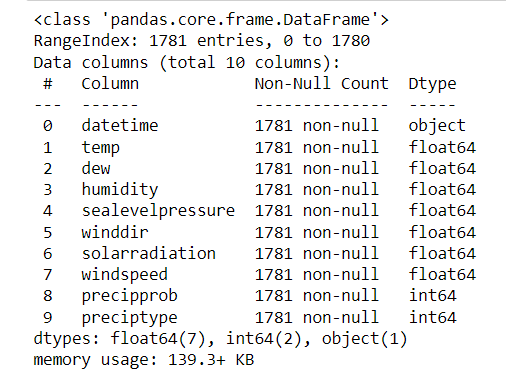 <class 'pandas.core.frame.DataFrame'>
RangeIndex: 1781 entries, 0 to 1780
Data columns (total 10 columns):
 #   Column            Non-Null Count  Dtype
---  ------            --------------  -----
 0   datetime          1781 non-null   object
 1   temp              1781 non-null   float64
 2   dew               1781 non-null   float64
 3   humidity          1781 non-null   float64
 4   sealevelpressure  1781 non-null   float64
 5   winddir           1781 non-null   float64
 6   solarradiation    1781 non-null   float64
 7   windspeed         1781 non-null   float64
 8   precipprob        1781 non-null   int64
 9   preciptype        1781 non-null   int64
dtypes: float64(7), int64(2), object(1)
memory usage: 139.3+ KB